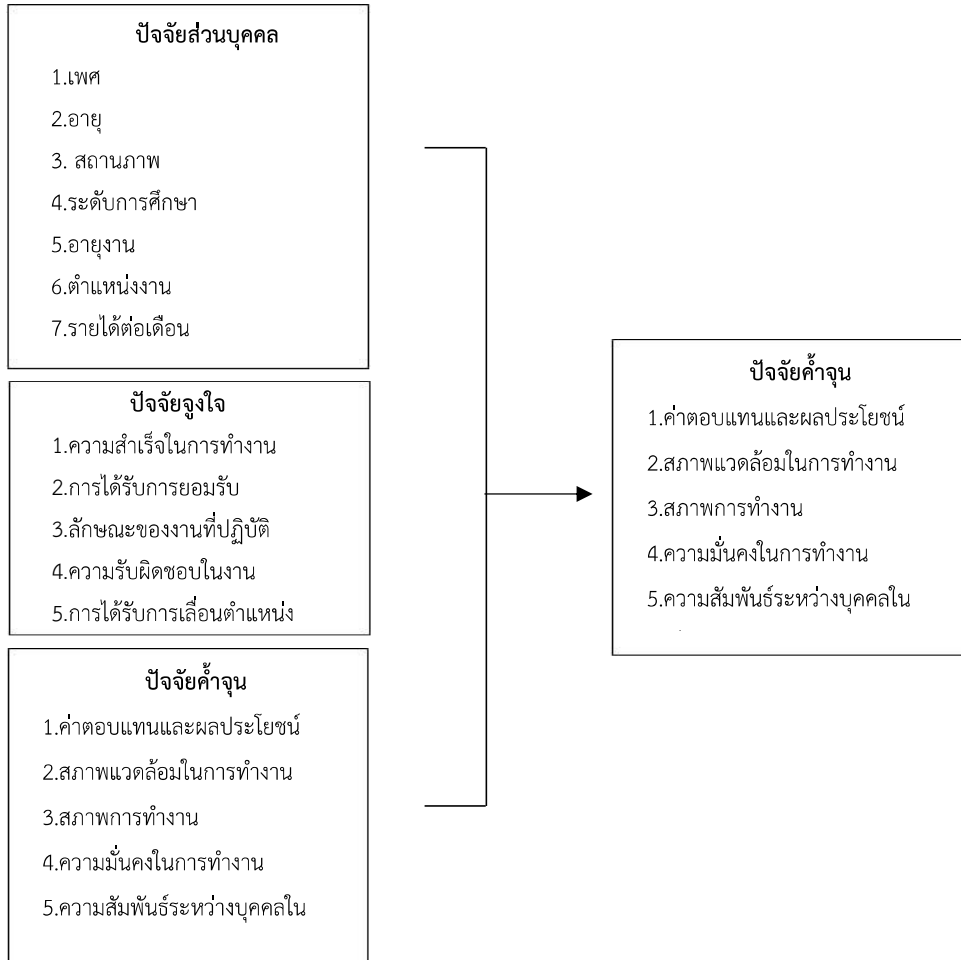 ปัจจัยส่วนบุคคล
1.เพศ
2.อายุ
3. สถานภาพ
4.ระดับการศึกษา
5.อายุงาน
6.ตำแหน่งงาน
7.รายได้ต่อเดือน
ปัจจัยจูงใจ
1.ความสำเร็จในการทำงาน
2.การได้รับการยอมรับ
3.ลักษณะของงานที่ปฏิบัติ
4.ความรับผิดชอบในงาน
5.การได้รับการเลื่อนตำแหน่ง
ปัจจัยค้ำจุน
1.ค่าตอบแทนและผลประโยชน์
2.สภาพแวดล้อมในการทำงาน
3.สภาพการทำงาน
4.ความมั่นคงในการทำงาน
5.ความสัมพันธ์ระหว่างบุคคลใน
ปัจจัยค้ำจุน
1.ค่าตอบแทนและผลประโยชน์
2.สภาพแวดล้อมในการทำงาน
3.สภาพการทำงาน
4.ความมั่นคงในการทำงาน
5.ความสัมพันธ์ระหว่างบุคคลใน